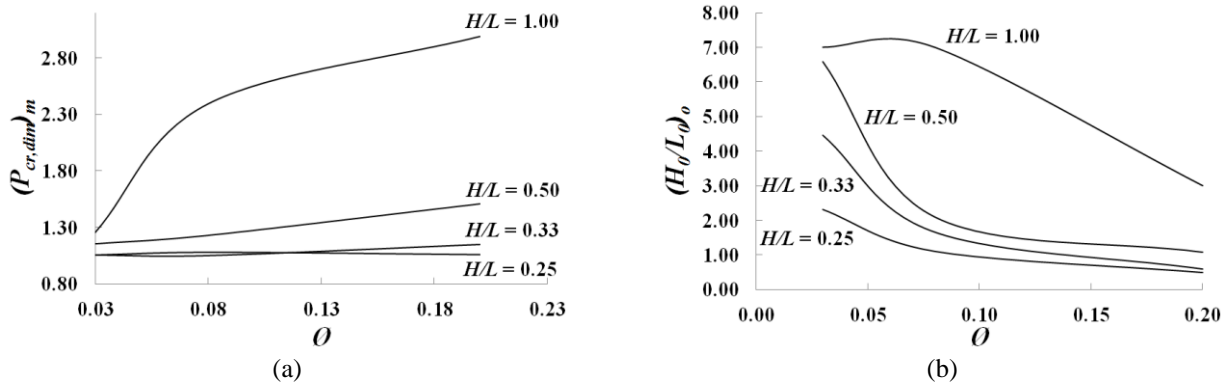 (P_cr,dim)_m
2.80
2.30
1.80
1.30
0.80
0.03
0.08
0.13
0.18
0.23
Ø
H/L = 1.00
H/L = 0.50
H/L = 0.33
H/L = 0.25
(a)
(H_0/L_0)_o
8.00
7.00
6.00
5.00
4.00
3.00
2.00
1.00
0.00
0.00
0.05
0.10
0.15
0.20
Ø
H/L = 1.00
H/L = 0.50
H/L = 0.33
H/L = 0.25
(b)